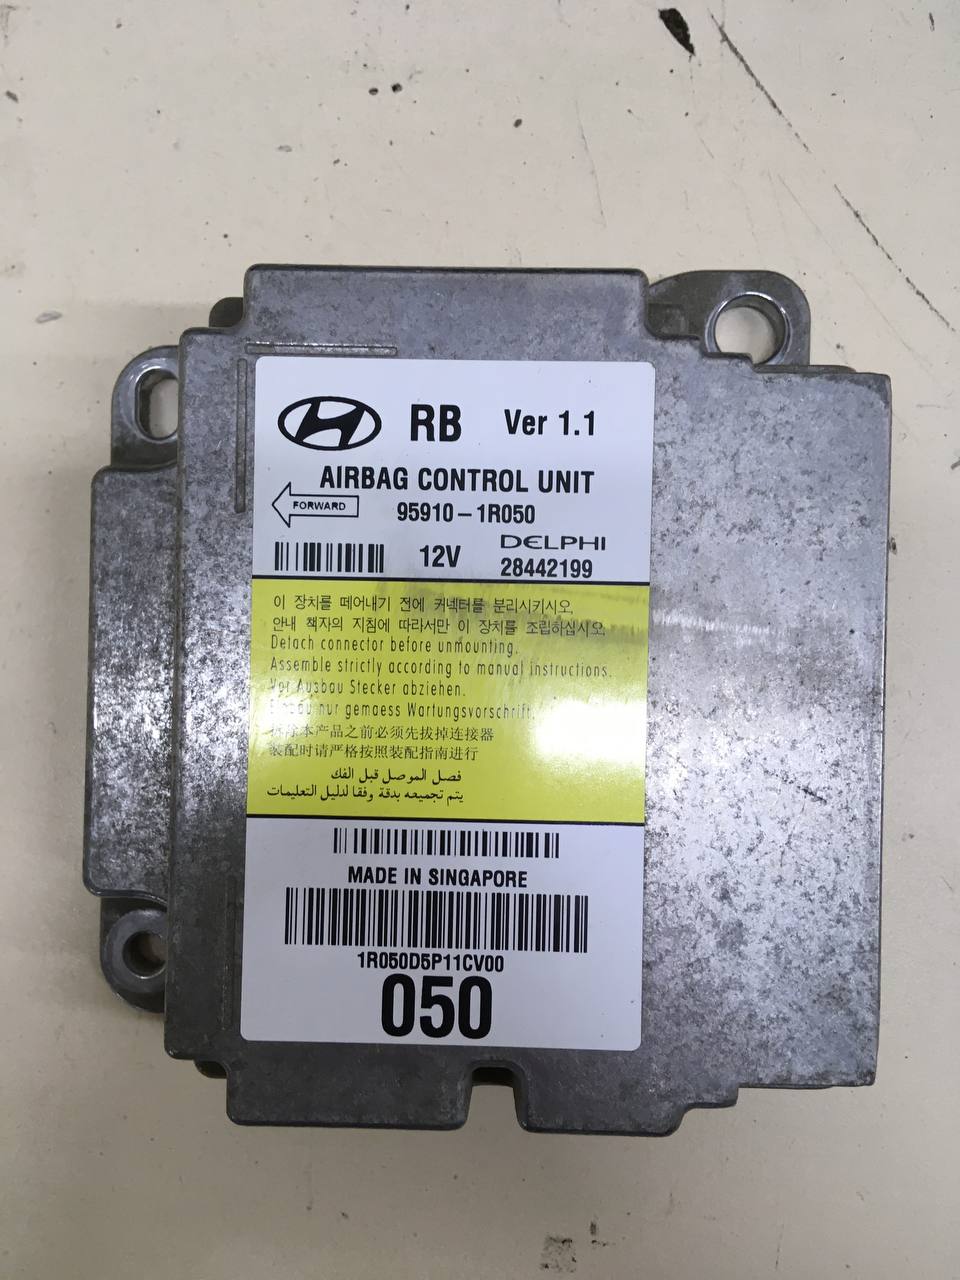 RB Ver 1.1
AIRBAG CONTROL UNIT
FORWARD
95910-1R050
12V DELPHI
28442199
이 장치를 떼어내기 전에 커넥터를 분리시키시오.
안내 책자의 지침에 따라서만 이 장치를 조립하십시오.
Detach connector before unmounting.
Assemble strictly according to manual instructions.
Vor Ausbau Stecker abziehen.
Einbau nur gemaess Wartungsvorschrift.
拆除本产品之前必须先拔掉连接器
装配时请严格按照装配指南进行
فصل الموصل قبل الفك
يتم تجميعه بدقة وفقا لدليل التعليمات
MADE IN SINGAPORE
1R050D5P11CV00
050